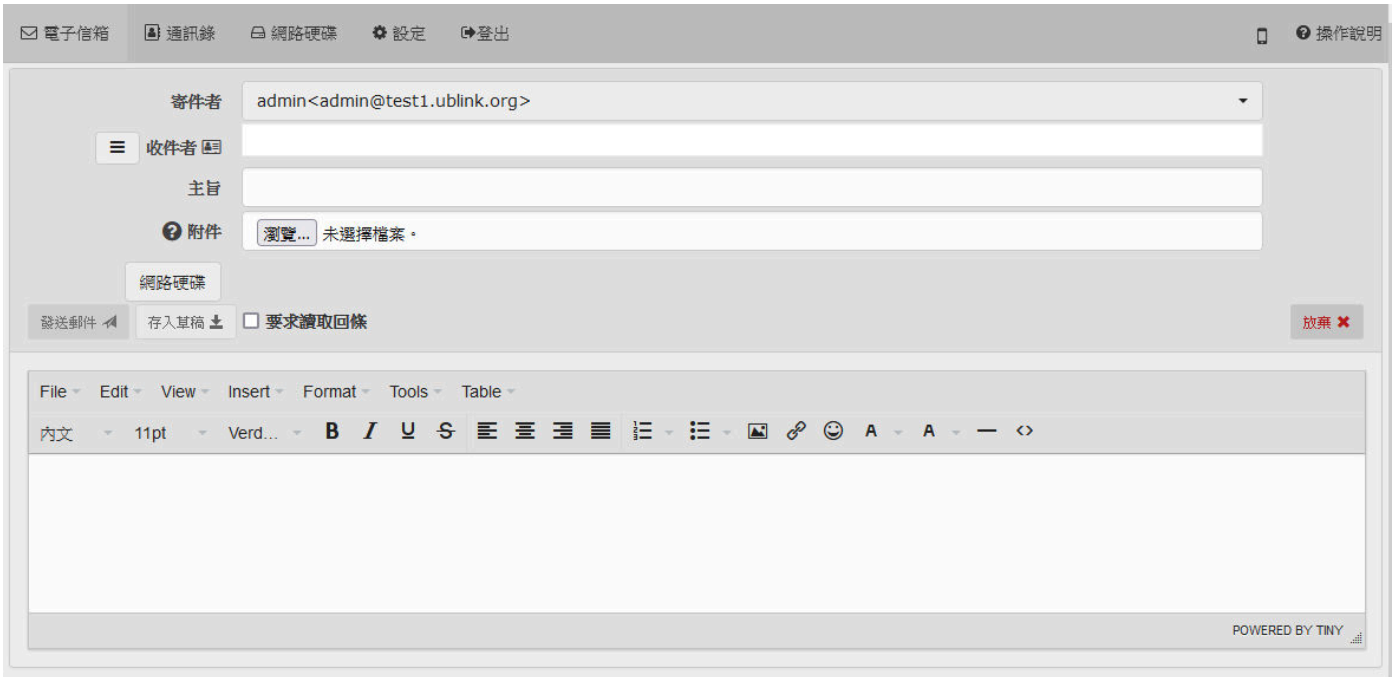 電子信箱 通訊錄 網路硬碟 設定 登出 操作說明
寄件者 admin<admin@test1.ublink.org>
收件者
主旨
附件 瀏覽... 未選擇檔案。
網路硬碟
發送郵件 存入草稿 要求讀取回條 放棄
File Edit View Insert Format Tools Table
內文 11pt Verd... B I U S A A
POWERED BY TINY